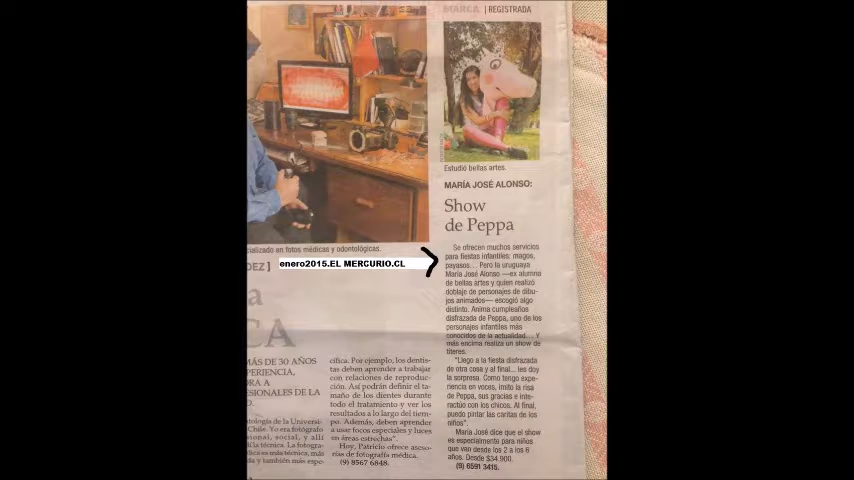 MARCA | REGISTRADA
Estudió bellas artes.
MARÍA JOSÉ ALONSO:
Show
de Peppa
Se ofrecen muchos servicios
para fiestas infantiles: magos,
payasos... Pero la uruguaya
María José Alonso —ex alumna
de bellas artes y quien realizó
doblaje de personajes de dibu-
jos animados— escogió algo
distinto. Anima cumpleaños
disfrazada de Peppa, uno de los
personajes infantiles más
conocidos de la actualidad... Y
más encima realiza un show de
títeres.
"Llego a la fiesta disfrazada
de otra cosa y al final... les doy
la sorpresa. Como tengo expe-
riencia en voces, imito la risa
de Peppa, sus gracias e inte-
ractúo con los chicos. Al final,
puedo pintar las caritas de los
niños".
María José dice que el show
es especialmente para niños
que van desde los 2 a los 6
años. Desde $34.900.
(9) 6591 3415.
cializado en fotos médicas y odontológicas.
DEZ ]
enero2015.EL MERCURIO.CL
a
CA
MÁS DE 30 AÑOS
PERIENCIA,
ORA A
ESIONALES DE LA
D.
tología de la Universi-
Chile. Yo era fotógrafo
sional, social, y allí
la técnica. La fotogra-
dica es más técnica, más
da y también más espe-
cífica. Por ejemplo, los dentis-
tas deben aprender a trabajar
con relaciones de reproduc-
ción. Así podrán definir el ta-
maño de los dientes durante
todo el tratamiento y ver los
resultados a lo largo del tiem-
po. Además, deben aprender
a usar focos especiales y luces
en áreas estrechas".
Hoy, Patricio ofrece aseso-
rías de fotografía médica.
(9) 8567 6848.